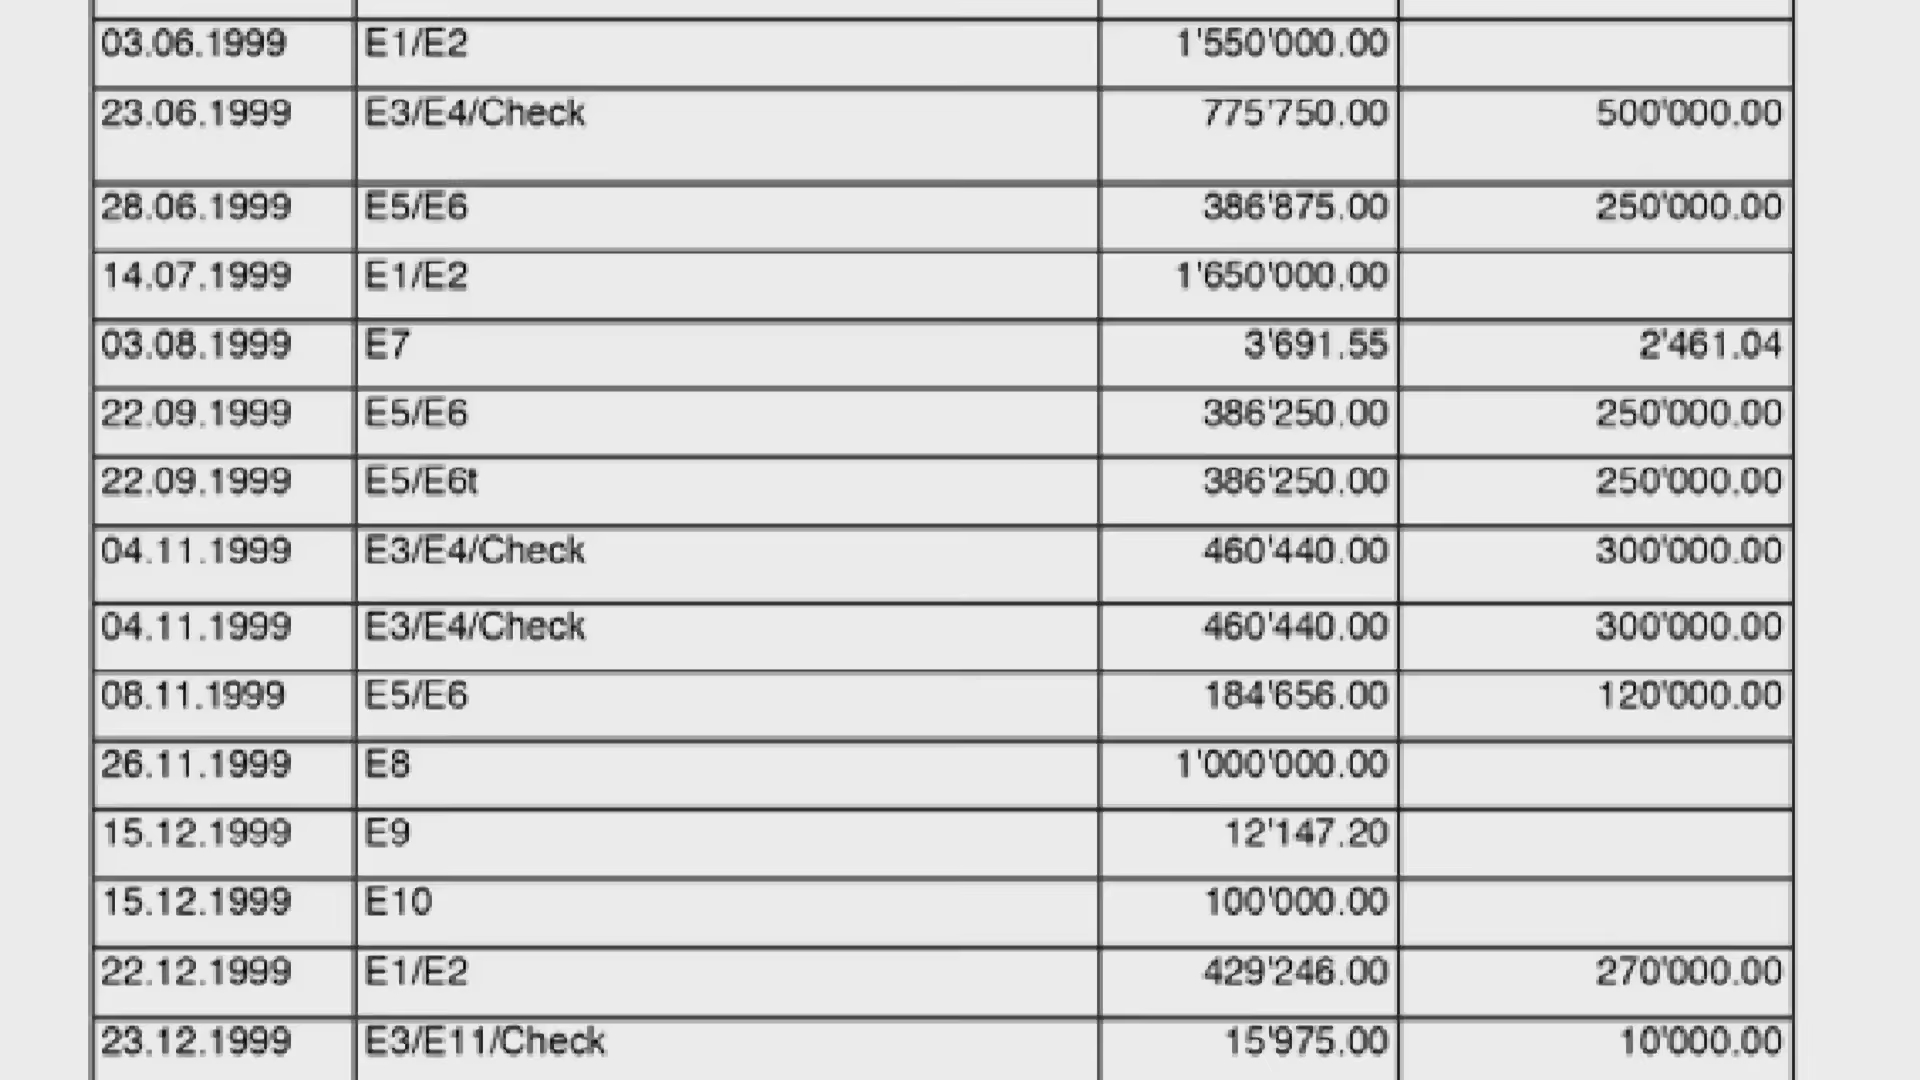 03.06.1999 E1/E2 1'550'000.00
23.06.1999 E3/E4/Check 775'750.00 500'000.00
28.06.1999 E5/E6 386'875.00 250'000.00
14.07.1999 E1/E2 1'650'000.00
03.08.1999 E7 3'691.55 2'461.04
22.09.1999 E5/E6 386'250.00 250'000.00
22.09.1999 E5/E6t 386'250.00 250'000.00
04.11.1999 E3/E4/Check 460'440.00 300'000.00
04.11.1999 E3/E4/Check 460'440.00 300'000.00
08.11.1999 E5/E6 184'656.00 120'000.00
26.11.1999 E8 1'000'000.00
15.12.1999 E9 12'147.20
15.12.1999 E10 100'000.00
22.12.1999 E1/E2 429'246.00 270'000.00
23.12.1999 E3/E11/Check 15'975.00 10'000.00